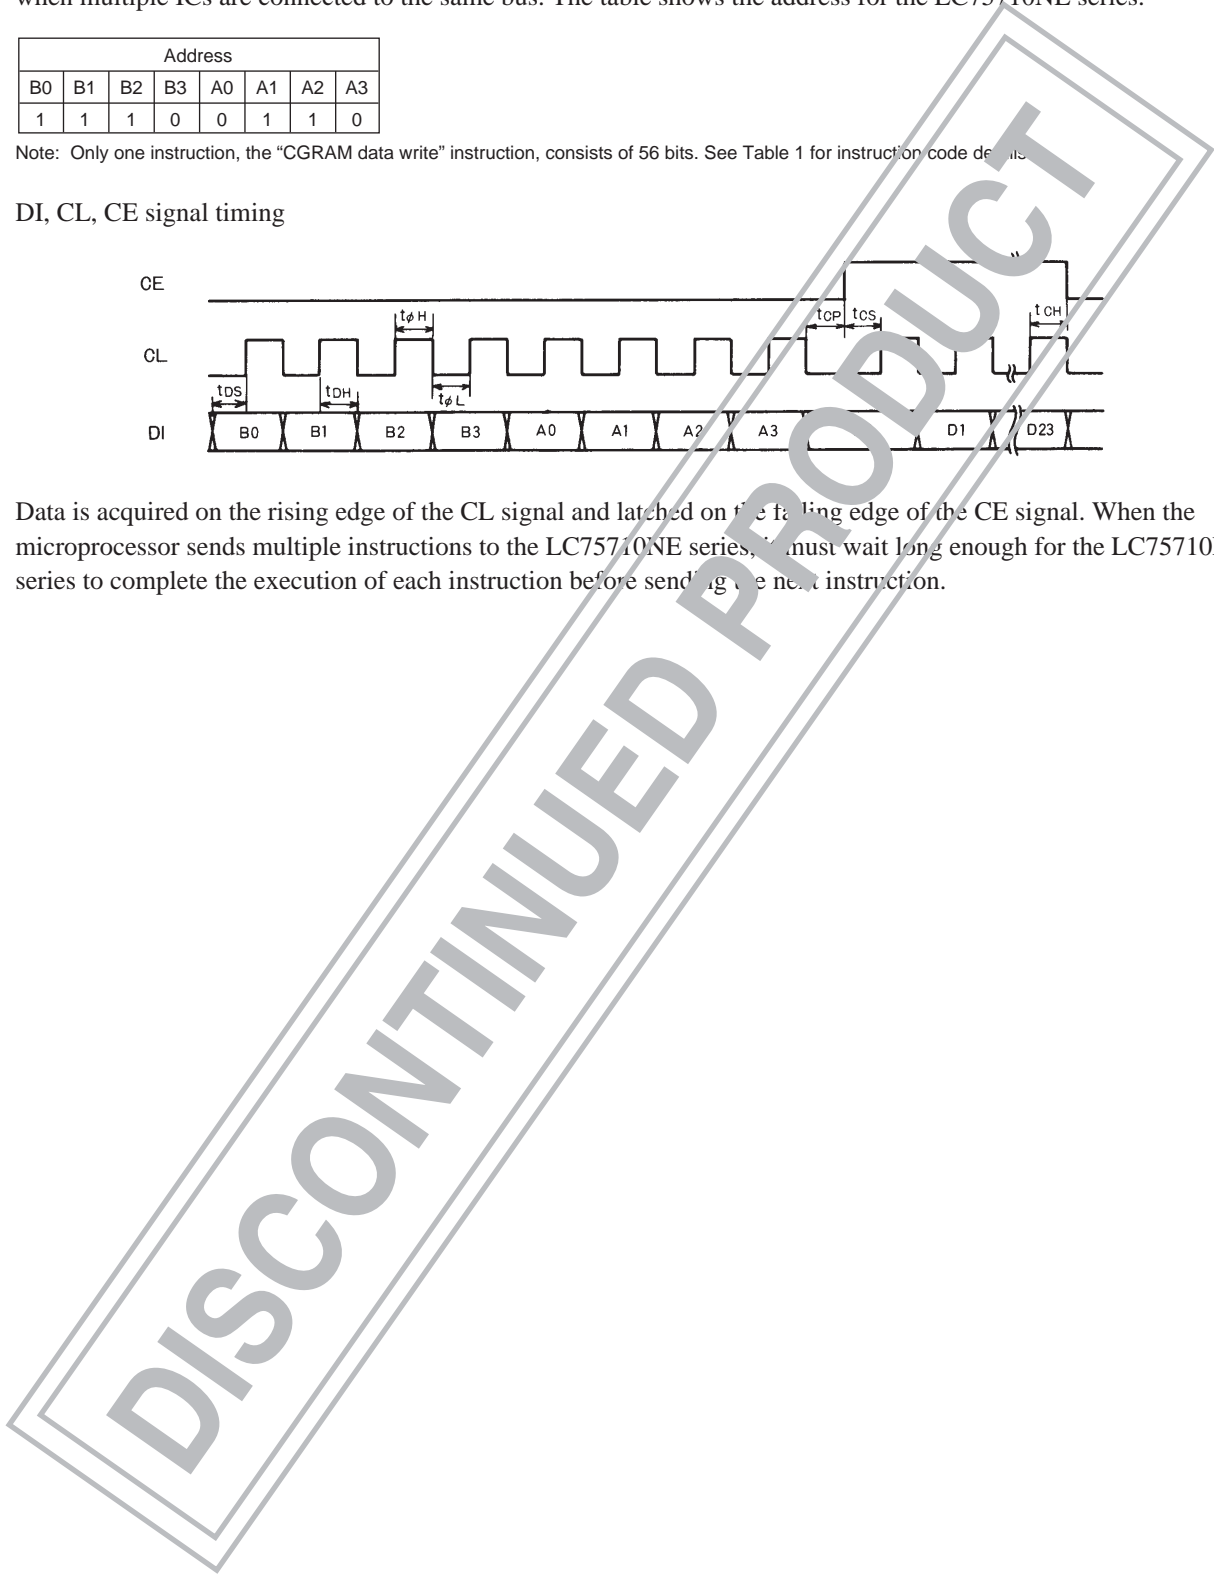 when multiple ICs are connected to the same bus. The table shows the address for the LC75710NE series.
Address
B0 B1 B2 B3 A0 A1 A2 A3
1 1 1 0 0 1 1 0
Note: Only one instruction, the “CGRAM data write” instruction, consists of 56 bits. See Table 1 for instruction code details.
DI, CL, CE signal timing
CE
tϕH tCP tCS tCH
CL
tDS tDH tϕL
DI B0 B1 B2 B3 A0 A1 A2 A3 D1 D23
Data is acquired on the rising edge of the CL signal and latched on the falling edge of the CE signal. When the
microprocessor sends multiple instructions to the LC75710NE series, it must wait long enough for the LC75710
series to complete the execution of each instruction before sending the next instruction.
DISCONTINUED PRODUCT